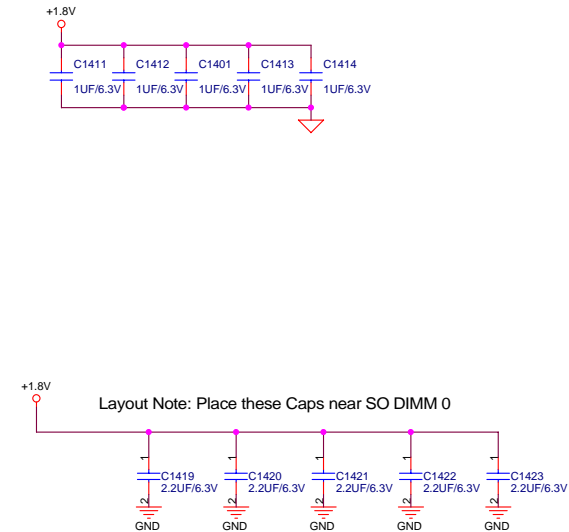 +1.8V
C1411 C1412 C1401 C1413 C1414
1UF/6.3V 1UF/6.3V 1UF/6.3V 1UF/6.3V 1UF/6.3V
+1.8V
Layout Note: Place these Caps near SO DIMM 0
1 1 1 1 1
C1419 C1420 C1421 C1422 C1423
2.2UF/6.3V 2.2UF/6.3V 2.2UF/6.3V 2.2UF/6.3V 2.2UF/6.3V
2 2 2 2 2
GND GND GND GND GND